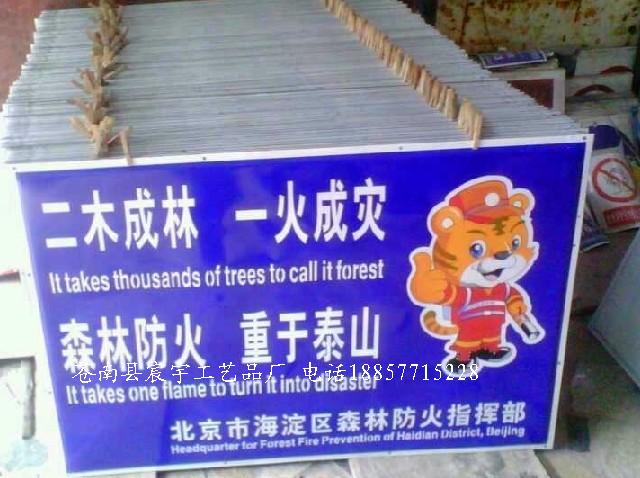 二木成林 一火成灾
It takes thousands of trees to call it forest
森林防火 重于泰山
苍南县宸宇工艺品厂 电话18857715228
It takes one flame to turn it into disaster
北京市海淀区森林防火指挥部
Headquarter for Forest Fire Prevention of Haidian District, Beijing